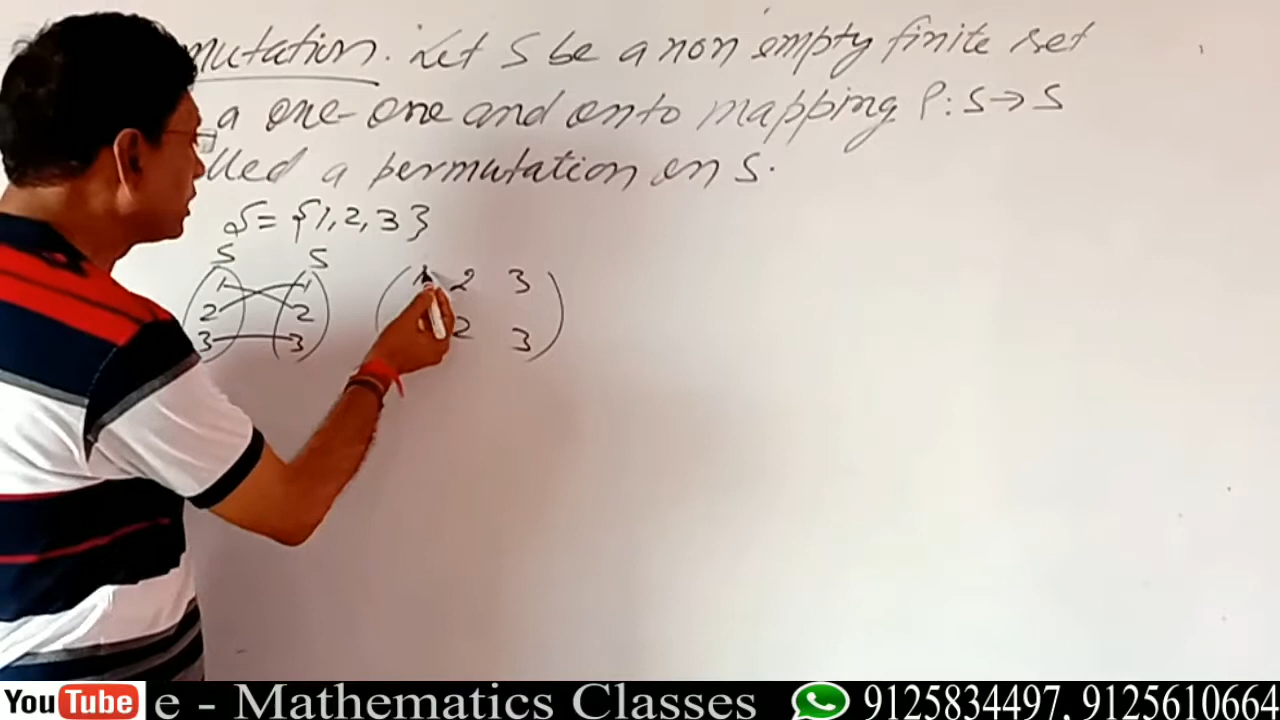 mutation. Let S be a non empty finite set
a one-one and onto mapping P: S→S
lled a permutation on S.
S = {1, 2, 3}
S S
1 1
2 2
3 3
1 2 3
2 3
YouTube e - Mathematics Classes 9125834497, 9125610664